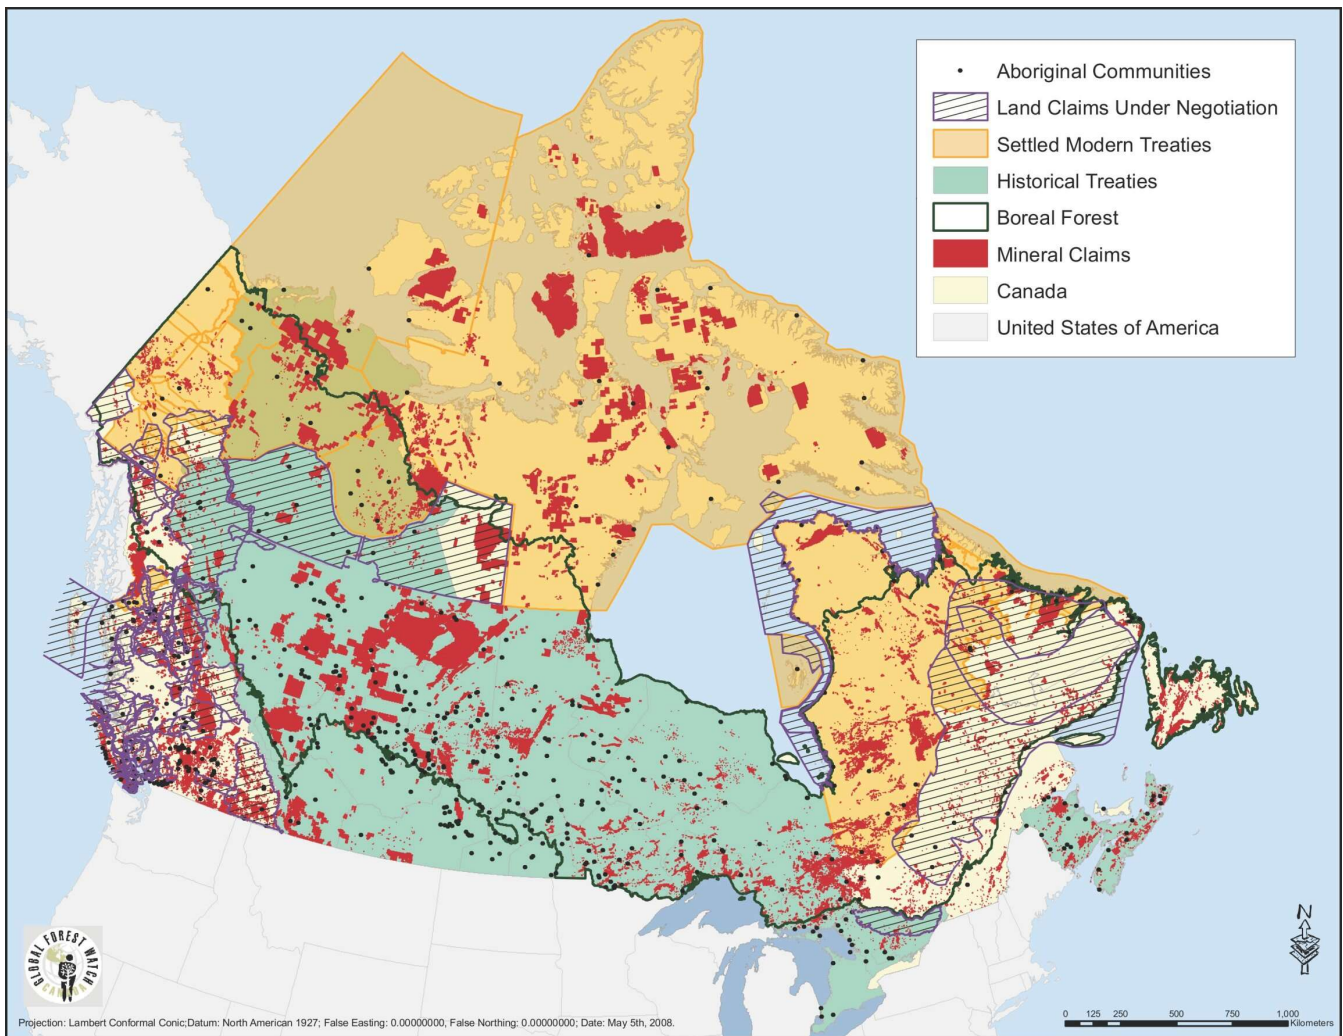 Aboriginal Communities
Land Claims Under Negotiation
Settled Modern Treaties
Historical Treaties
Boreal Forest
Mineral Claims
Canada
United States of America
GLOBAL FOREST WATCH
CANADA
N
Projection: Lambert Conformal Conic;Datum: North American 1927; False Easting: 0.00000000, False Northing: 0.00000000; Date: May 5th, 2008.
0 125 250 500 750 1,000
Kilometers